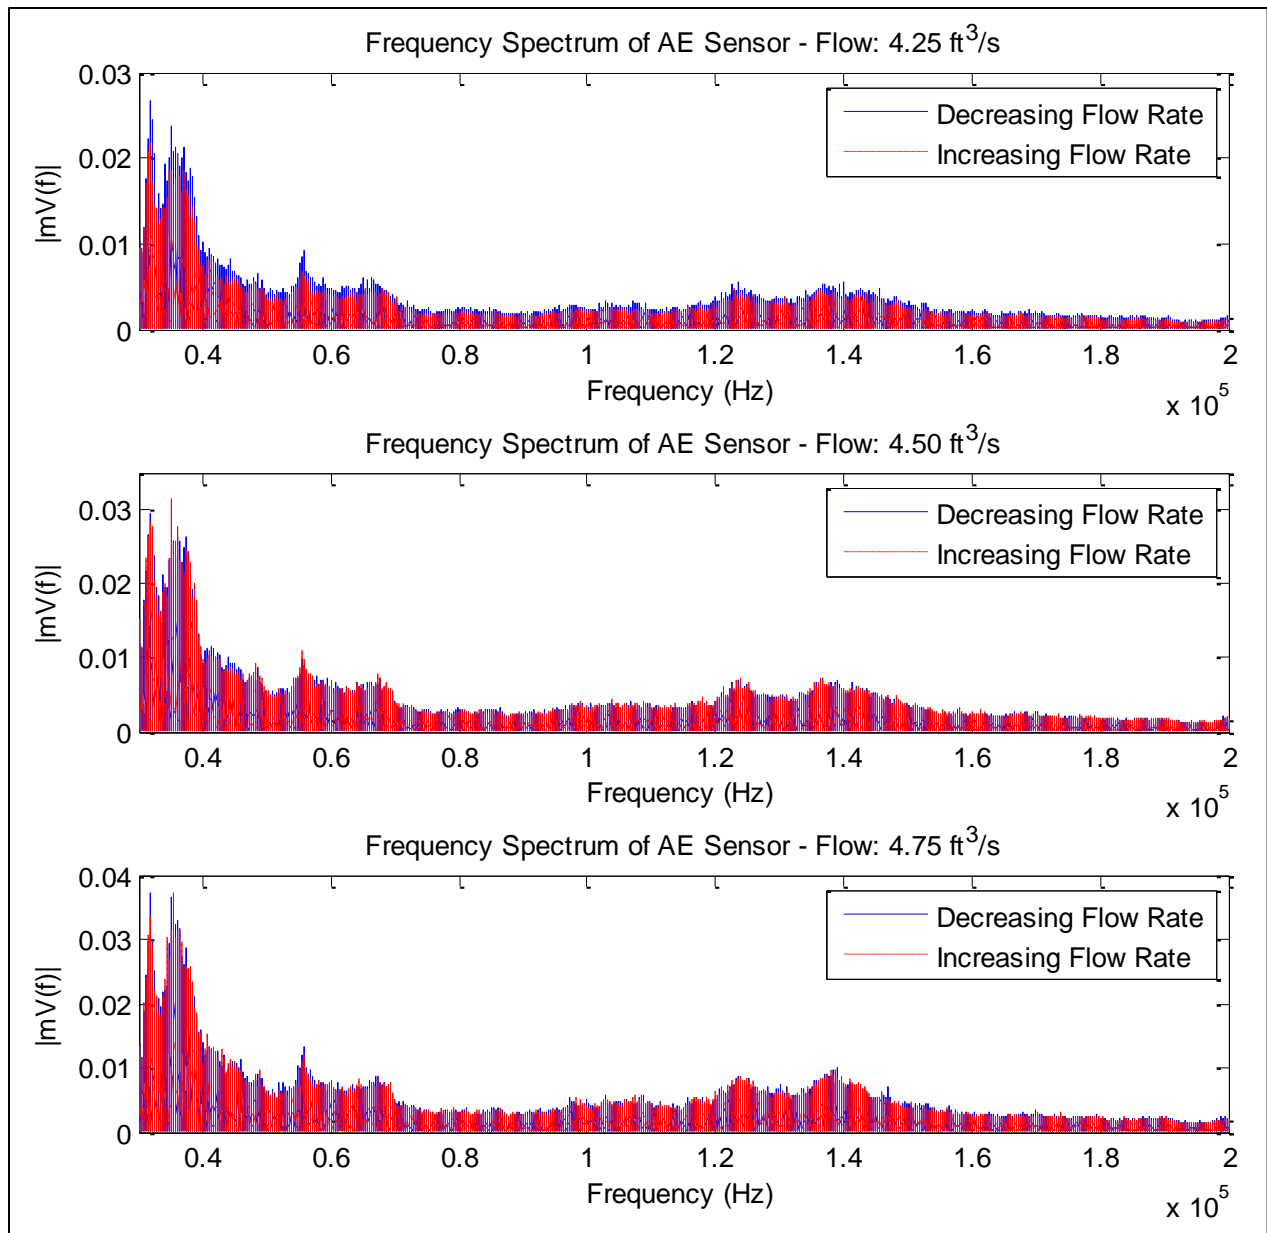 Frequency Spectrum of AE Sensor - Flow: 4.25 ft³/s
0.03
0.02
0.01
0
|mV(f)|
Decreasing Flow Rate
Increasing Flow Rate
0.4 0.6 0.8 1 1.2 1.4 1.6 1.8 2
Frequency (Hz)
x 10⁵
Frequency Spectrum of AE Sensor - Flow: 4.50 ft³/s
0.03
0.02
0.01
0
|mV(f)|
Decreasing Flow Rate
Increasing Flow Rate
0.4 0.6 0.8 1 1.2 1.4 1.6 1.8 2
Frequency (Hz)
x 10⁵
Frequency Spectrum of AE Sensor - Flow: 4.75 ft³/s
0.04
0.03
0.02
0.01
0
|mV(f)|
Decreasing Flow Rate
Increasing Flow Rate
0.4 0.6 0.8 1 1.2 1.4 1.6 1.8 2
Frequency (Hz)
x 10⁵